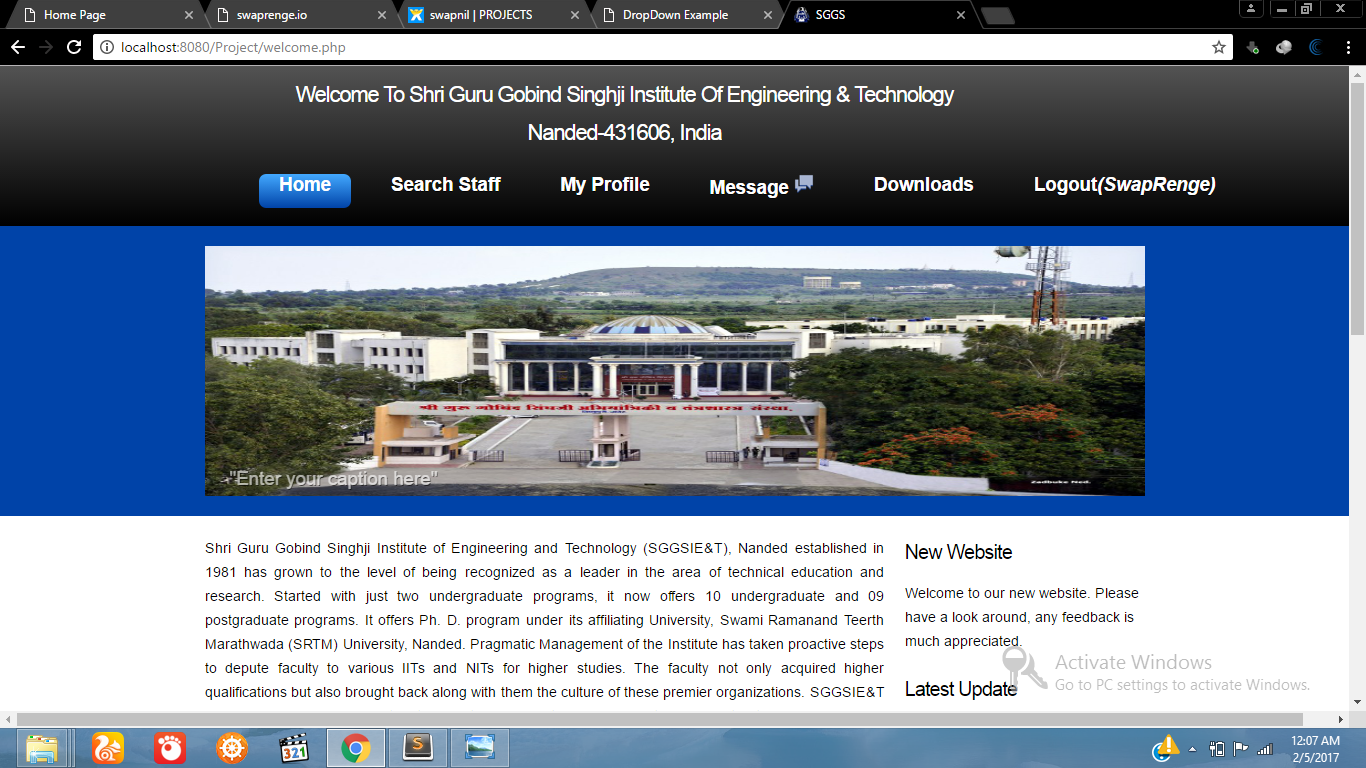 Home Page
swaprenge.io
swapnil | PROJECTS
DropDown Example
SGGS
localhost:8080/Project/welcome.php
Welcome To Shri Guru Gobind Singhji Institute Of Engineering & Technology
Nanded-431606, India
Home Search Staff My Profile Message Downloads Logout(SwapRenge)
श्री गुरु गोबिंद सिंघजी अभियांत्रिकी व तंत्रशास्त्र संस्था.
"Enter your caption here"
Zadbuke Ned.
Shri Guru Gobind Singhji Institute of Engineering and Technology (SGGSIE&T), Nanded established in
1981 has grown to the level of being recognized as a leader in the area of technical education and
research. Started with just two undergraduate programs, it now offers 10 undergraduate and 09
postgraduate programs. It offers Ph. D. program under its affiliating University, Swami Ramanand Teerth
Marathwada (SRTM) University, Nanded. Pragmatic Management of the Institute has taken proactive steps
to depute faculty to various IITs and NITs for higher studies. The faculty not only acquired higher
qualifications but also brought back along with them the culture of these premier organizations. SGGSIE&T
New Website
Welcome to our new website. Please
have a look around, any feedback is
much appreciated.
Latest Update
Activate Windows
Go to PC settings to activate Windows.
321
S
12:07 AM
2/5/2017